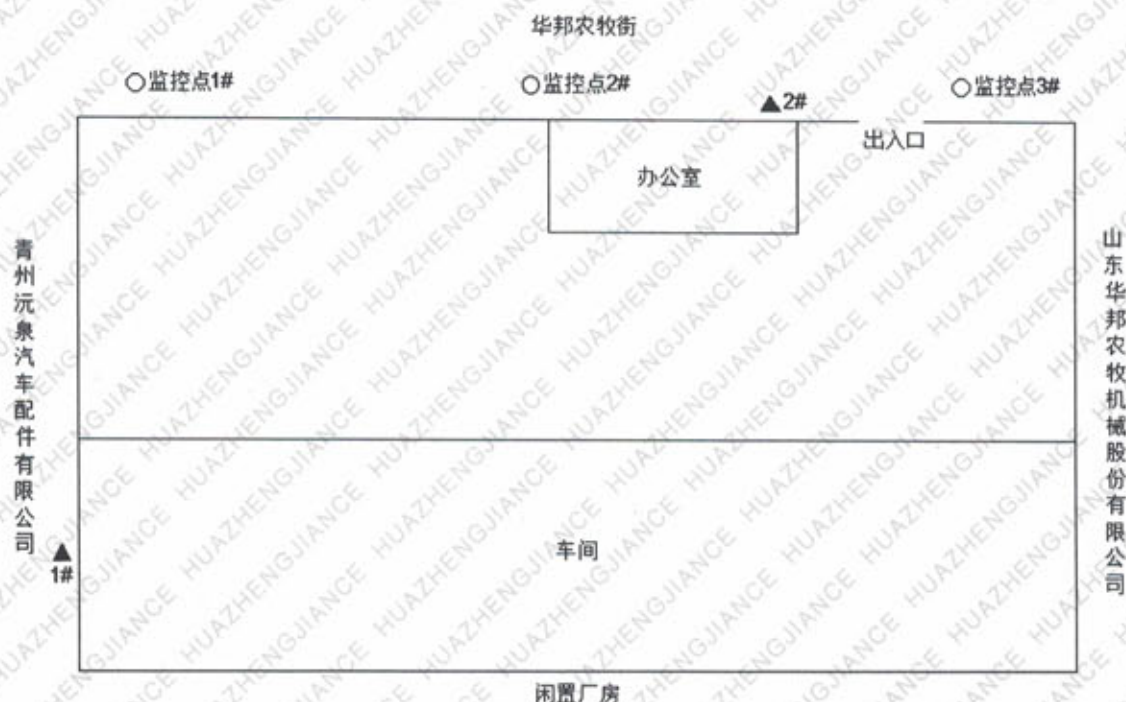 华邦农牧街
○监控点1#
○监控点2#
○监控点3#
▲2#
出入口
办公室
青州沅泉汽车配件有限公司
山东华邦农牧机械股份有限公司
▲
1#
车间
闲置厂房
HUAZHENGJIANCE